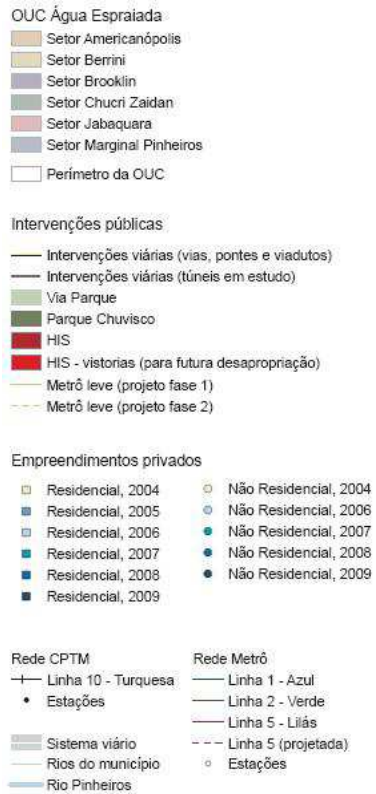 OUC Água Espraiada
Setor Americanópolis
Setor Berrini
Setor Brooklin
Setor Chucri Zaidan
Setor Jabaquara
Setor Marginal Pinheiros
Perímetro da OUC
Intervenções públicas
Intervenções viárias (vias, pontes e viadutos)
Intervenções viárias (túneis em estudo)
Via Parque
Parque Chuvisco
HIS
HIS - vistorias (para futura desapropriação)
Metrô leve (projeto fase 1)
Metrô leve (projeto fase 2)
Empreendimentos privados
Residencial, 2004
Residencial, 2005
Residencial, 2006
Residencial, 2007
Residencial, 2008
Residencial, 2009
Não Residencial, 2004
Não Residencial, 2006
Não Residencial, 2007
Não Residencial, 2008
Não Residencial, 2009
Rede CPTM
Linha 10 - Turquesa
Estações
Sistema viário
Rios do município
Rio Pinheiros
Rede Metrô
Linha 1 - Azul
Linha 2 - Verde
Linha 5 - Lilás
Linha 5 (projetada)
Estações